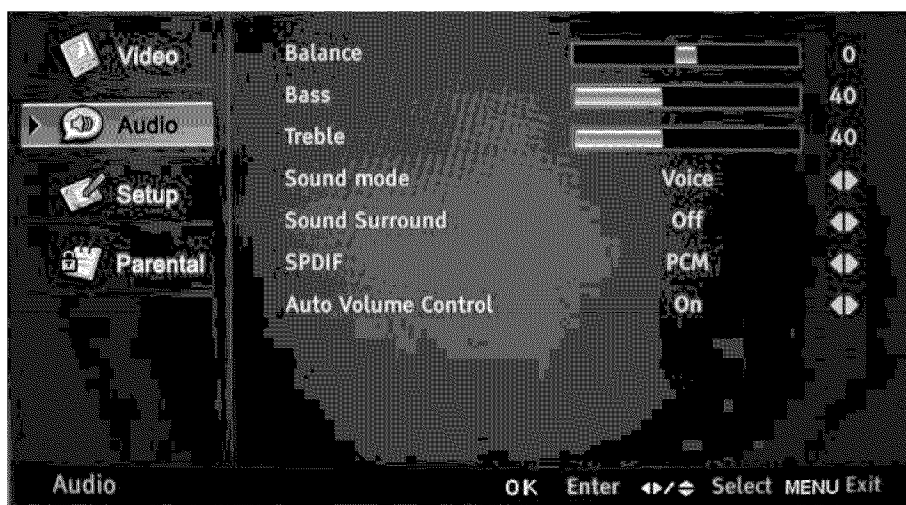 Video
Audio
Setup
Parental
Balance 0
Bass 40
Treble 40
Sound mode Voice
Sound Surround Off
SPDIF PCM
Auto Volume Control On
Audio OK Enter Select MENU Exit